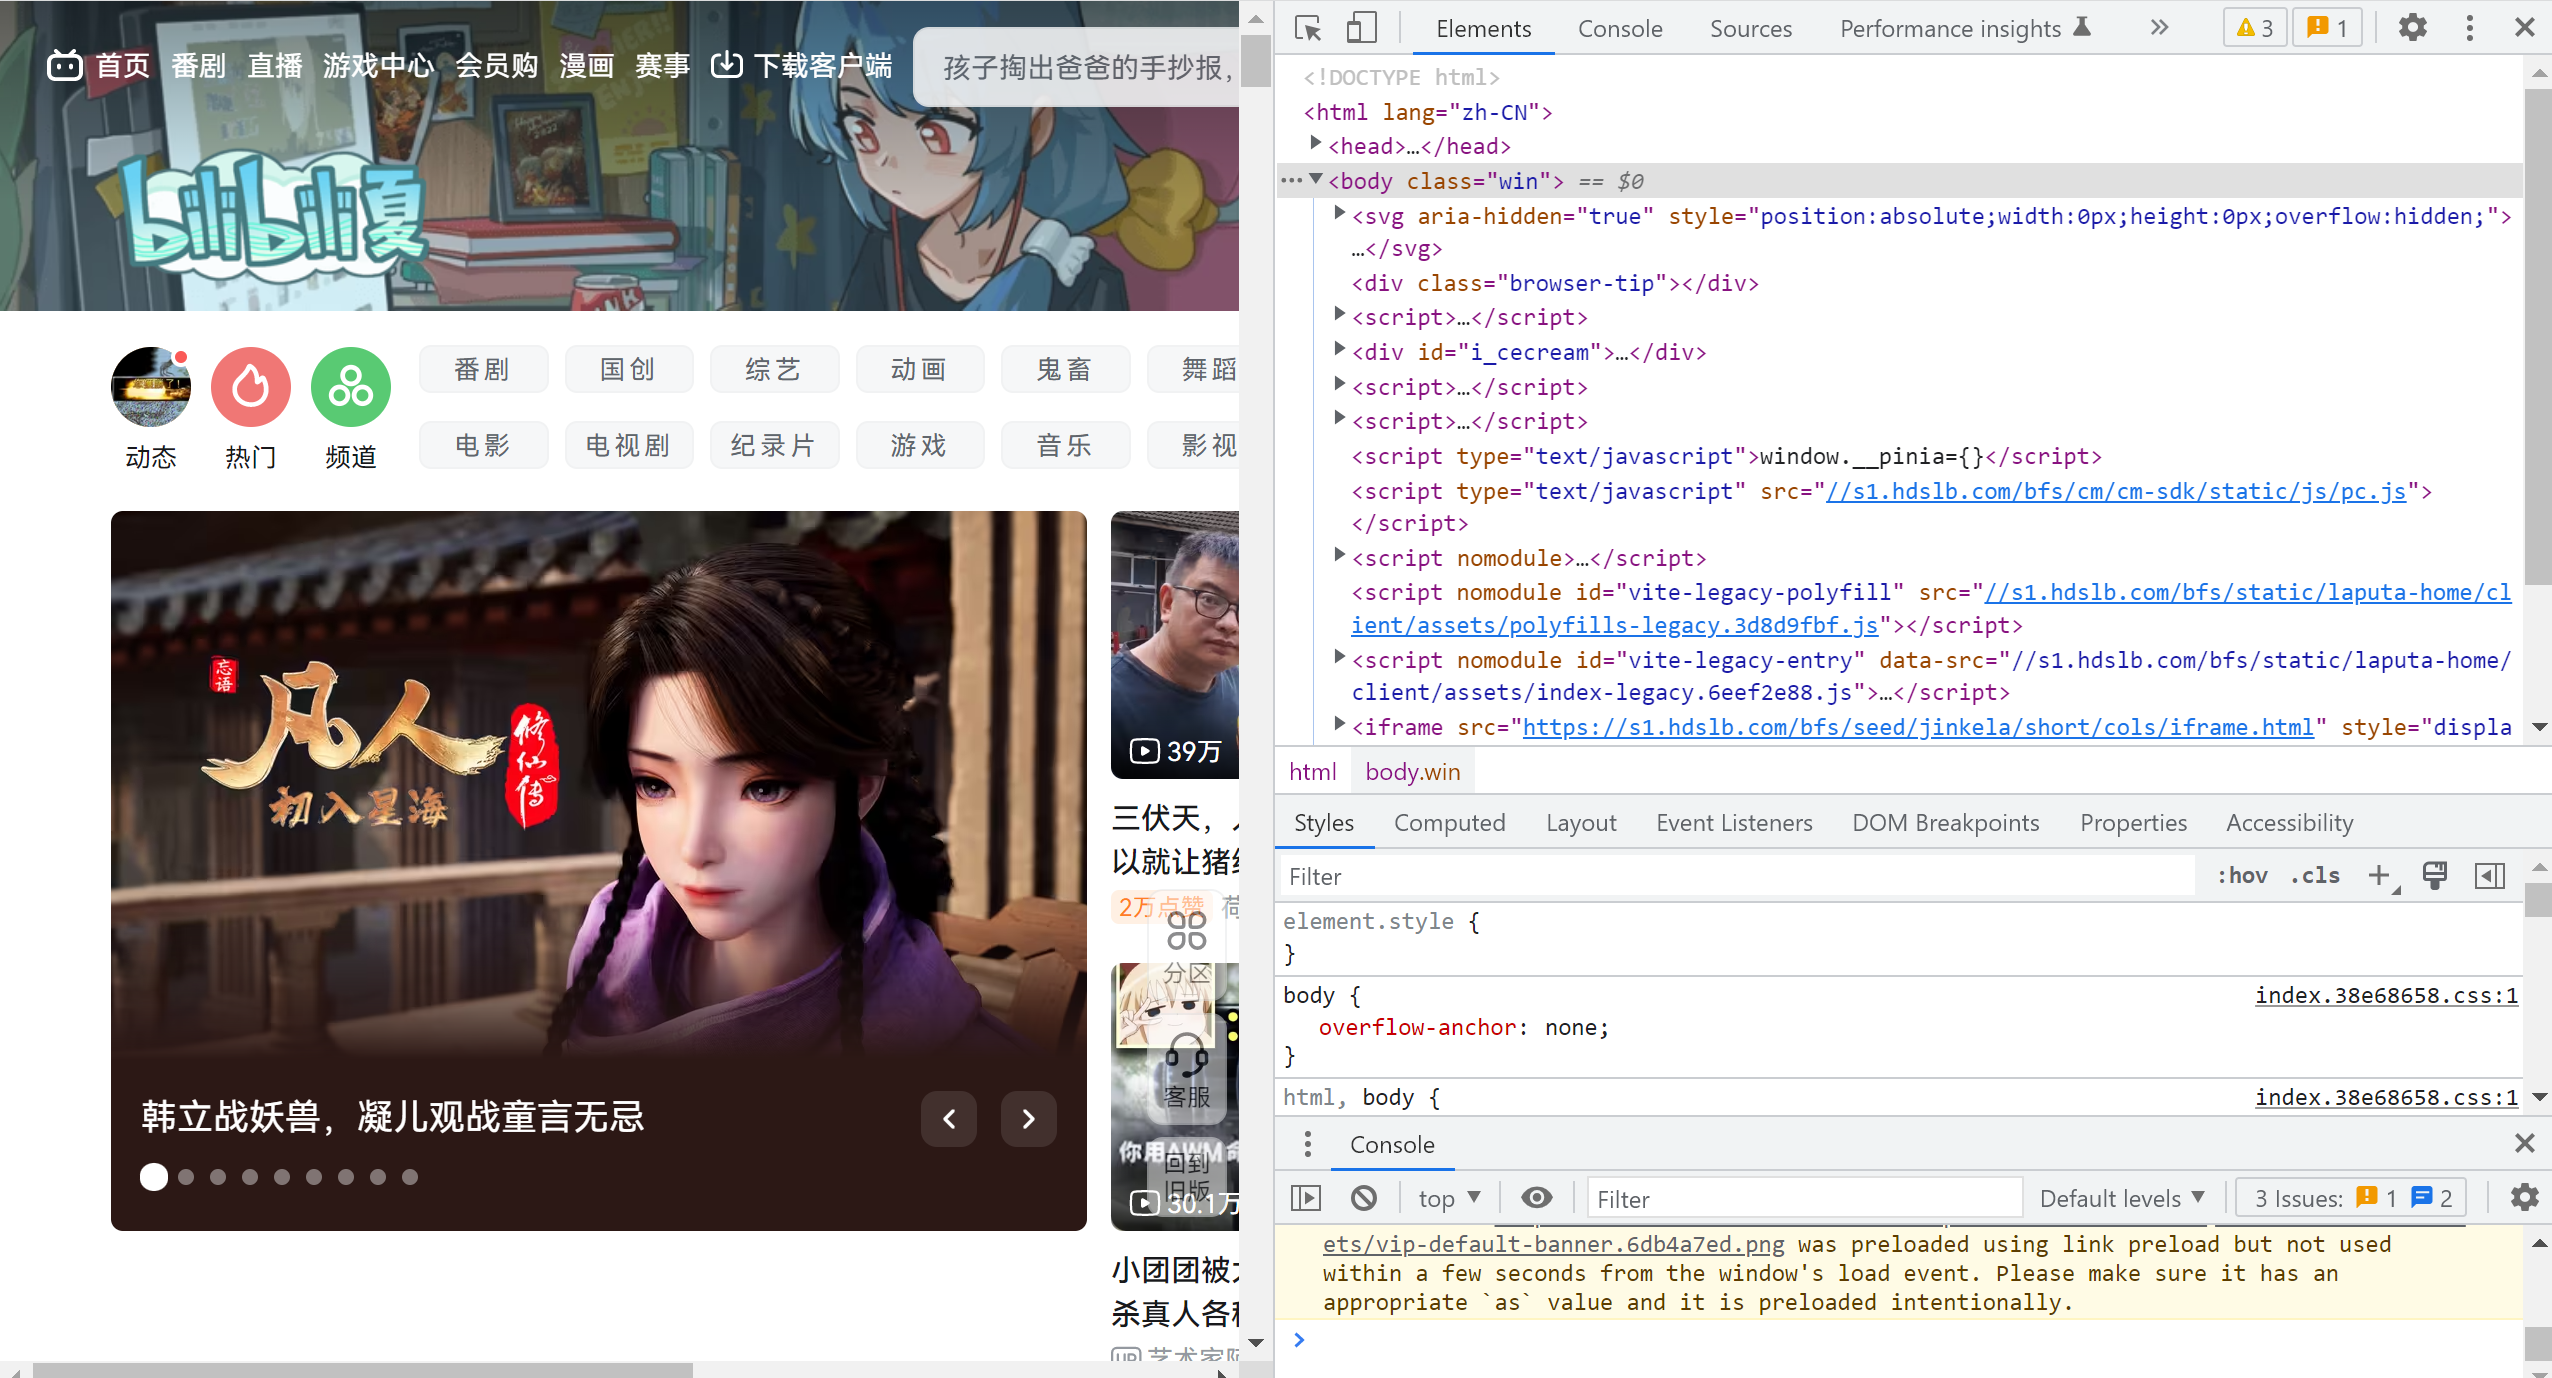 首页 番剧 直播 游戏中心 会员购 漫画 赛事 下载客户端
孩子掏出爸爸的手抄报，
bilibili夏
动态 热门 频道
番剧 国创 综艺 动画 鬼畜 舞蹈
电影 电视剧 纪录片 游戏 音乐 影视
忘语
凡人
修仙传
初入星海
韩立战妖兽，凝儿观战童言无忌
39万
三伏天，
以就让猪
2万点赞
分区
客服
你用AWM命
回到
旧版
30.1万
小团团被
杀真人各
UP 艺术家阿
Elements Console Sources Performance insights 3 1
<!DOCTYPE html>
<html lang="zh-CN">
<head>…</head>
<body class="win"> == $0
<svg aria-hidden="true" style="position:absolute;width:0px;height:0px;overflow:hidden;">
…</svg>
<div class="browser-tip"></div>
<script>…</script>
<div id="i_cecream">…</div>
<script>…</script>
<script>…</script>
<script type="text/javascript">window.__pinia={}</script>
<script type="text/javascript" src="//s1.hdslb.com/bfs/cm/cm-sdk/static/js/pc.js">
</script>
<script nomodule>…</script>
<script nomodule id="vite-legacy-polyfill" src="//s1.hdslb.com/bfs/static/laputa-home/cl
ient/assets/polyfills-legacy.3d8d9fbf.js"></script>
<script nomodule id="vite-legacy-entry" data-src="//s1.hdslb.com/bfs/static/laputa-home/
client/assets/index-legacy.6eef2e88.js">…</script>
<iframe src="https://s1.hdslb.com/bfs/seed/jinkela/short/cols/iframe.html" style="displa
html body.win
Styles Computed Layout Event Listeners DOM Breakpoints Properties Accessibility
Filter :hov .cls
element.style {
}
body { index.38e68658.css:1
overflow-anchor: none;
}
html, body { index.38e68658.css:1
Console
top Filter Default levels 3 Issues: 1 2
ets/vip-default-banner.6db4a7ed.png was preloaded using link preload but not used
within a few seconds from the window's load event. Please make sure it has an
appropriate `as` value and it is preloaded intentionally.